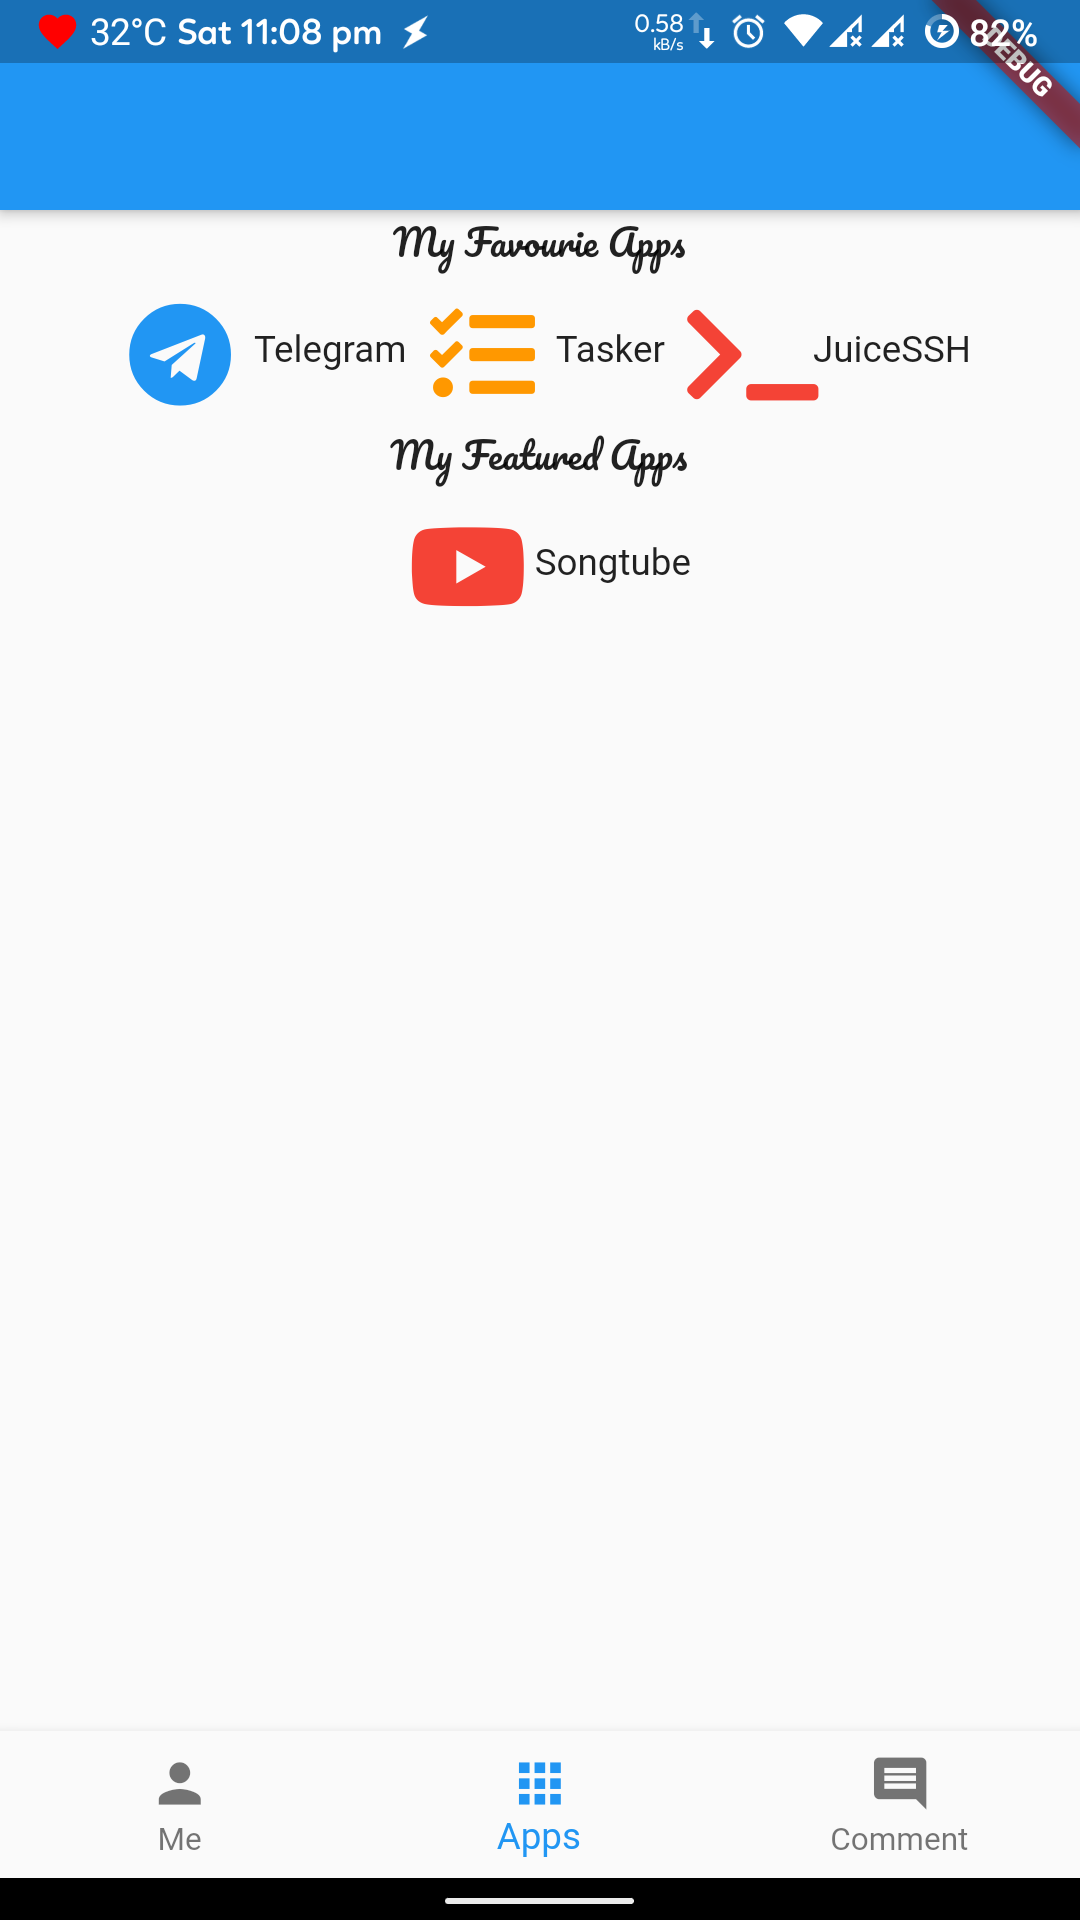 32°C Sat 11:08 pm 0.58 kB/s 82%
DEBUG
My Favourie Apps
Telegram Tasker JuiceSSH
My Featured Apps
Songtube
Me Apps Comment